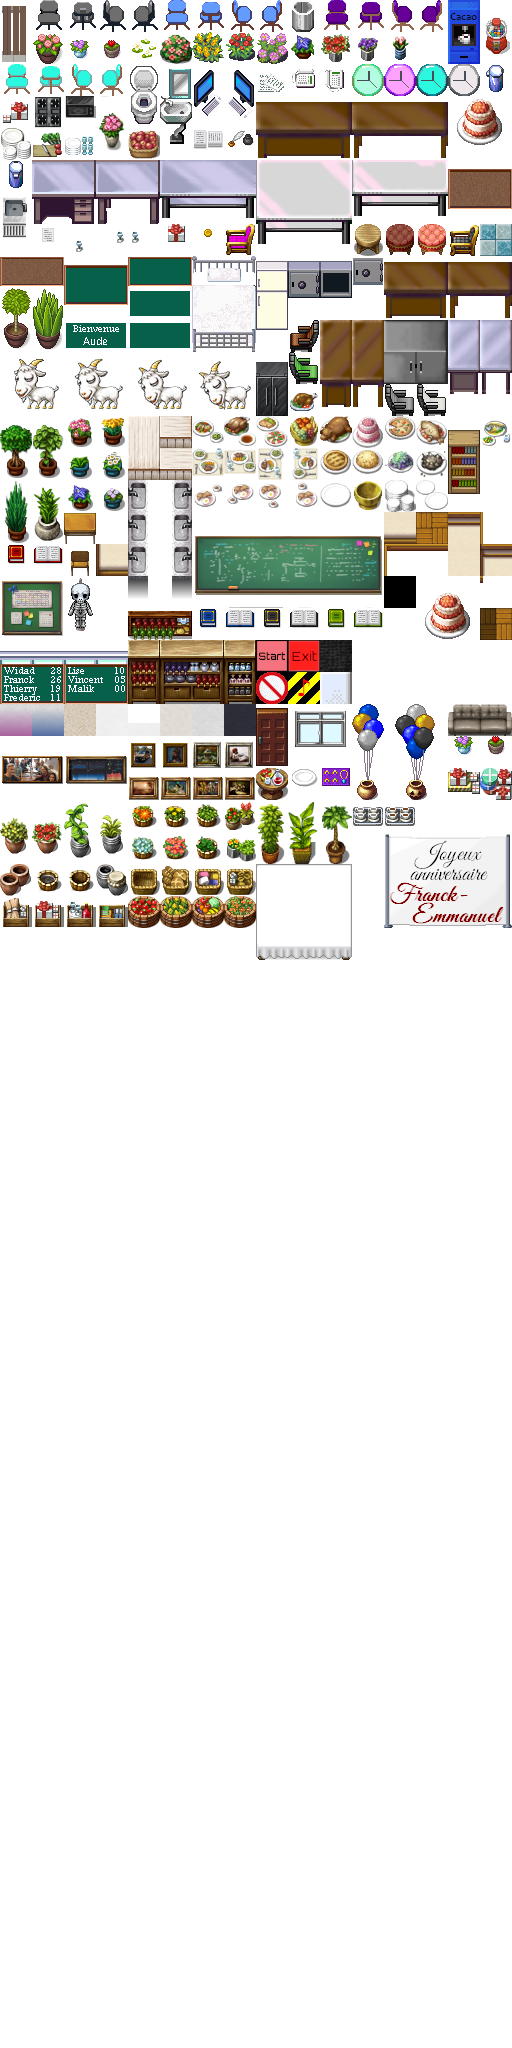 Cacao
Bienvenue
Aude
Widad 28
Franck 26
Thierry 19
Frederic 11
Lise 10
Vincent 05
Malik 00
Start
Exit
Joyeux
anniversaire
Franck-
Emmanuel